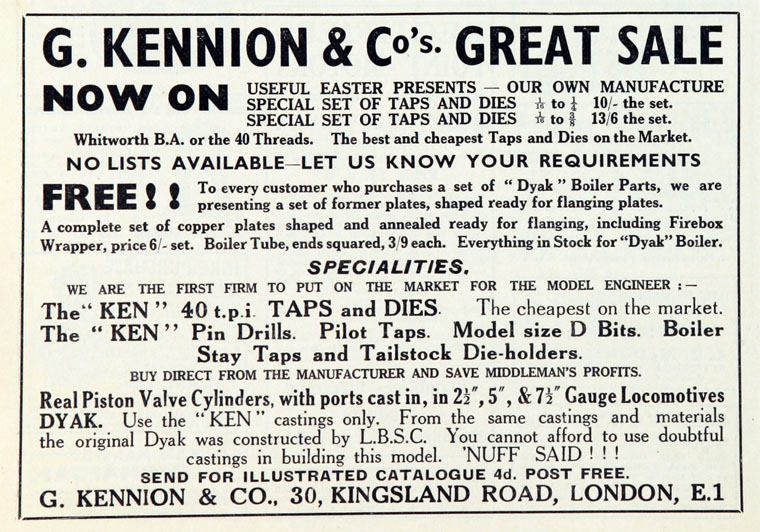 G. KENNION & Co's. GREAT SALE
NOW ON USEFUL EASTER PRESENTS — OUR OWN MANUFACTURE
SPECIAL SET OF TAPS AND DIES 1/16 to 1/4 10/- the set.
SPECIAL SET OF TAPS AND DIES 1/16 to 3/8 13/6 the set.
Whitworth B.A. or the 40 Threads. The best and cheapest Taps and Dies on the Market.
NO LISTS AVAILABLE—LET US KNOW YOUR REQUIREMENTS
FREE!! To every customer who purchases a set of "Dyak" Boiler Parts, we are
presenting a set of former plates, shaped ready for flanging plates.
A complete set of copper plates shaped and annealed ready for flanging, including Firebox
Wrapper, price 6/- set. Boiler Tube, ends squared, 3/9 each. Everything in Stock for "Dyak" Boiler.
SPECIALITIES.
WE ARE THE FIRST FIRM TO PUT ON THE MARKET FOR THE MODEL ENGINEER :—
The "KEN" 40 t.p.i. TAPS and DIES. The cheapest on the market.
The "KEN" Pin Drills. Pilot Taps. Model size D Bits. Boiler
Stay Taps and Tailstock Die-holders.
BUY DIRECT FROM THE MANUFACTURER AND SAVE MIDDLEMAN'S PROFITS.
Real Piston Valve Cylinders, with ports cast in, in 2½", 5", & 7½" Gauge Locomotives
DYAK. Use the "KEN" castings only. From the same castings and materials
the original Dyak was constructed by L.B.S.C. You cannot afford to use doubtful
castings in building this model. 'NUFF SAID ! ! !
SEND FOR ILLUSTRATED CATALOGUE 4d. POST FREE.
G. KENNION & CO., 30, KINGSLAND ROAD, LONDON, E.1